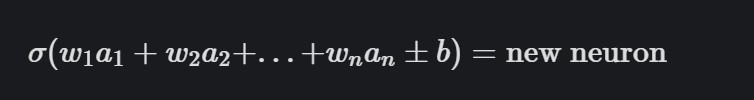 σ(w₁a₁ + w₂a₂+...+wₙaₙ ± b) = new neuron